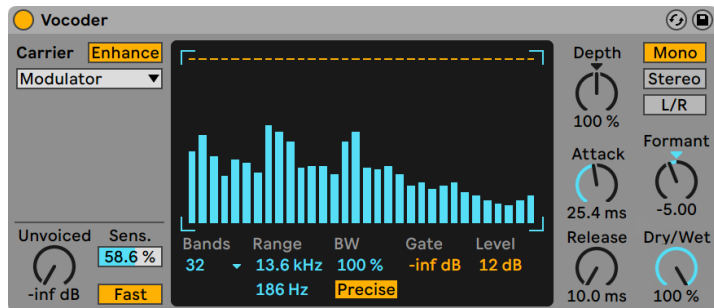 Vocoder
Carrier Enhance
Modulator
Unvoiced Sens.
58.6 %
-inf dB Fast
Bands Range BW Gate Level
32 13.6 kHz 100 % -inf dB 12 dB
186 Hz Precise
Depth
100 %
Mono
Stereo
L/R
Attack
25.4 ms
Formant
-5.00
Release
10.0 ms
Dry/Wet
100 %